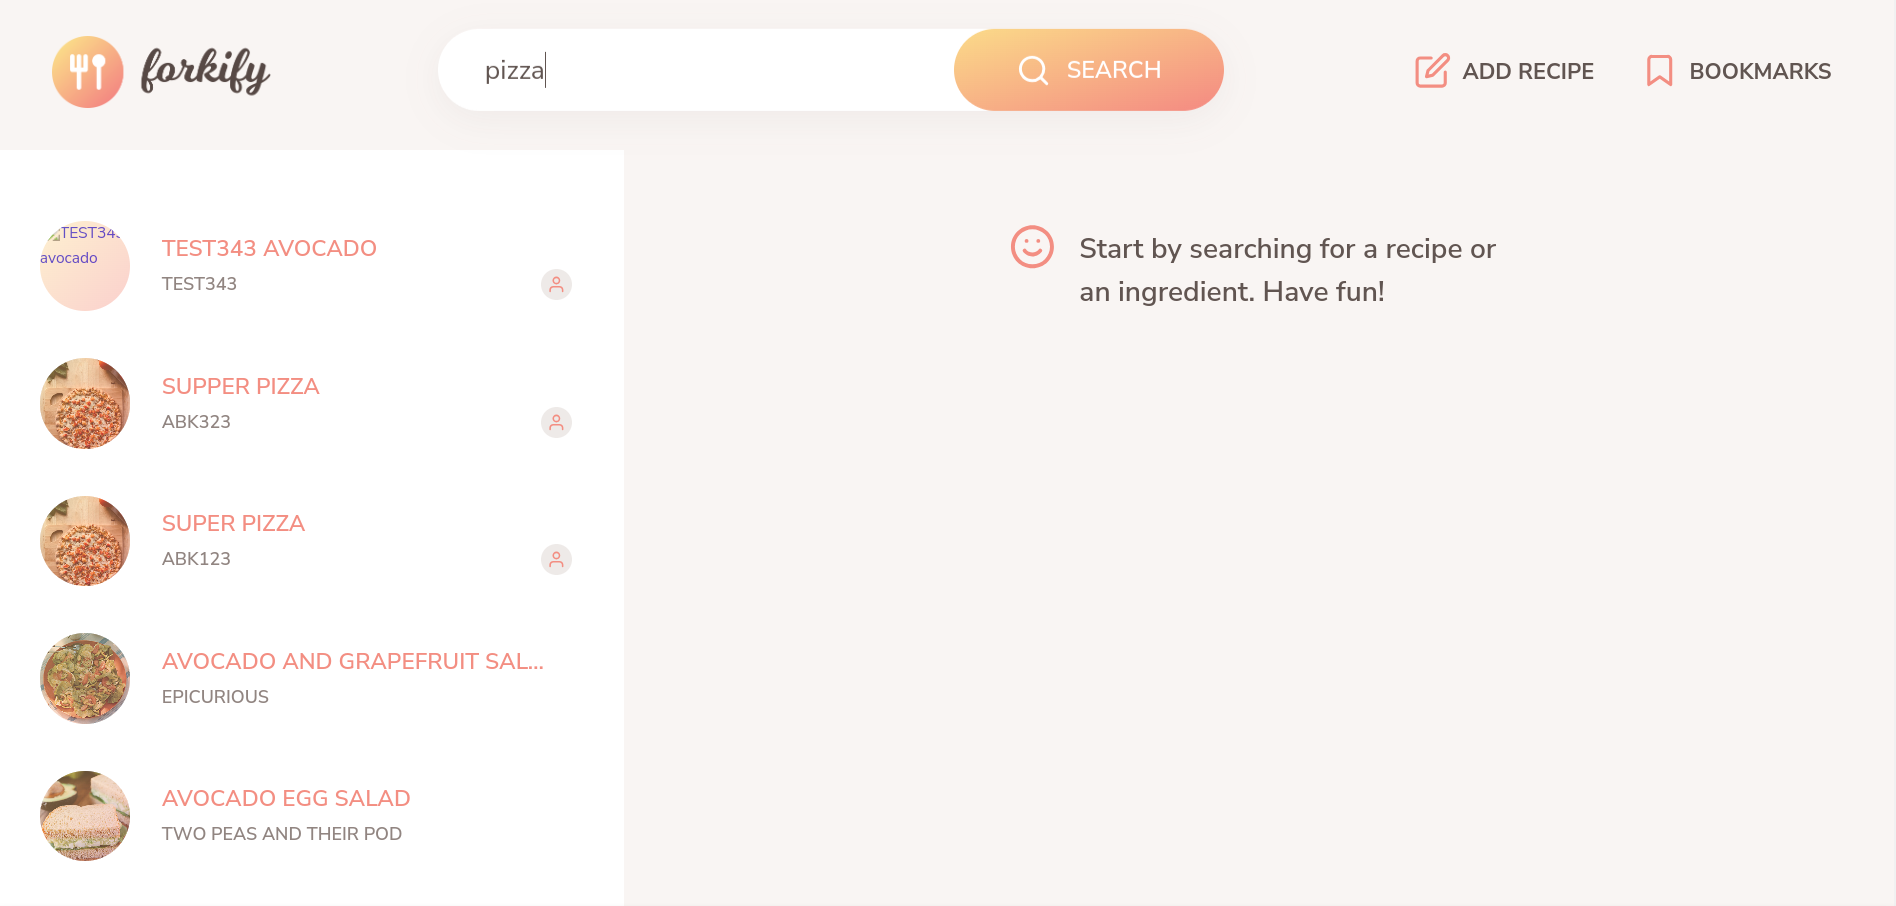 forkify
pizza
SEARCH
ADD RECIPE
BOOKMARKS
TEST343
avocado
TEST343 AVOCADO
TEST343
SUPPER PIZZA
ABK323
SUPER PIZZA
ABK123
AVOCADO AND GRAPEFRUIT SAL...
EPICURIOUS
AVOCADO EGG SALAD
TWO PEAS AND THEIR POD
Start by searching for a recipe or
an ingredient. Have fun!